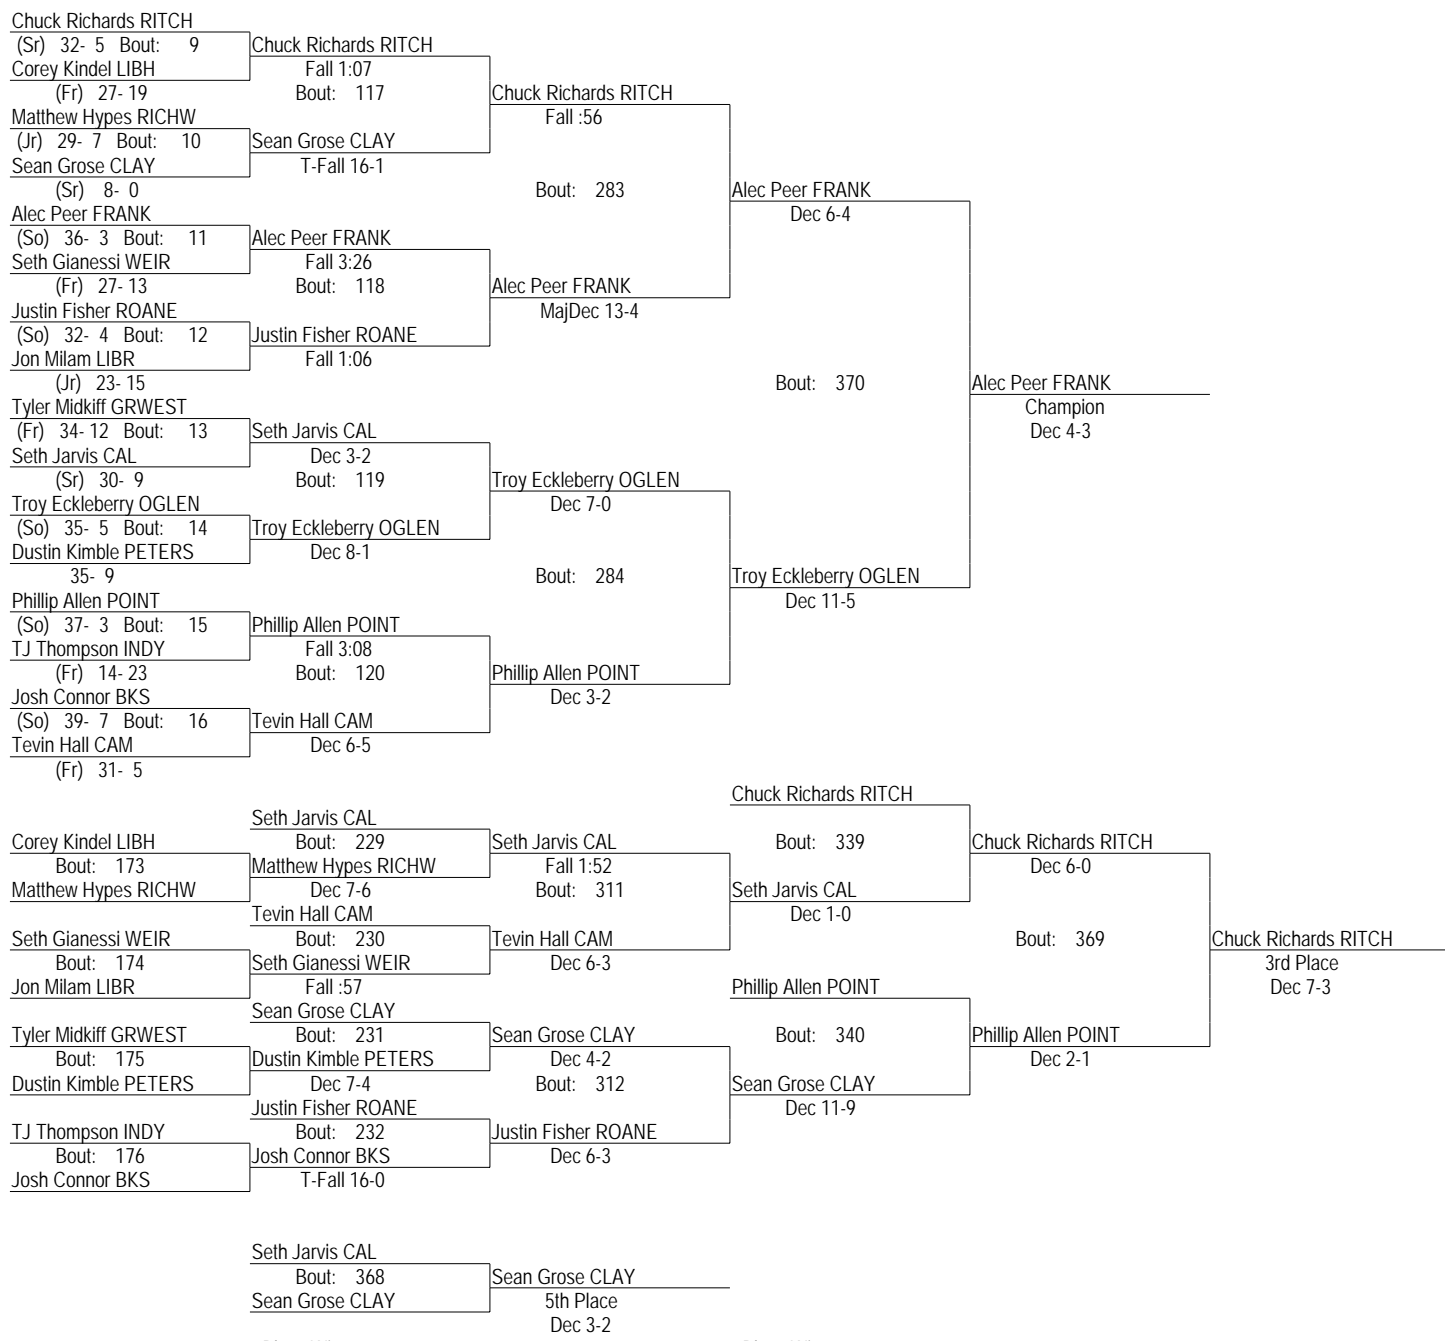 Chuck Richards RITCH
(Sr) 32- 5 Bout: 9 Chuck Richards RITCH
Corey Kindel LIBH Fall 1:07
(Fr) 27- 19 Bout: 117 Chuck Richards RITCH
Matthew Hypes RICHW Fall :56
(Jr) 29- 7 Bout: 10 Sean Grose CLAY
Sean Grose CLAY T-Fall 16-1
(Sr) 8- 0 Bout: 283 Alec Peer FRANK
Alec Peer FRANK Dec 6-4
(So) 36- 3 Bout: 11 Alec Peer FRANK
Seth Gianessi WEIR Fall 3:26
(Fr) 27- 13 Bout: 118 Alec Peer FRANK
Justin Fisher ROANE MajDec 13-4
(So) 32- 4 Bout: 12 Justin Fisher ROANE
Jon Milam LIBR Fall 1:06
(Jr) 23- 15 Bout: 370 Alec Peer FRANK
Tyler Midkiff GRWEST Champion
(Fr) 34- 12 Bout: 13 Seth Jarvis CAL Dec 4-3
Seth Jarvis CAL Dec 3-2
(Sr) 30- 9 Bout: 119 Troy Eckleberry OGLEN
Troy Eckleberry OGLEN Dec 7-0
(So) 35- 5 Bout: 14 Troy Eckleberry OGLEN
Dustin Kimble PETERS Dec 8-1
35- 9 Bout: 284 Troy Eckleberry OGLEN
Phillip Allen POINT Dec 11-5
(So) 37- 3 Bout: 15 Phillip Allen POINT
TJ Thompson INDY Fall 3:08
(Fr) 14- 23 Bout: 120 Phillip Allen POINT
Josh Connor BKS Dec 3-2
(So) 39- 7 Bout: 16 Tevin Hall CAM
Tevin Hall CAM Dec 6-5
(Fr) 31- 5
Chuck Richards RITCH
Seth Jarvis CAL
Corey Kindel LIBH Bout: 229 Seth Jarvis CAL Bout: 339 Chuck Richards RITCH
Bout: 173 Matthew Hypes RICHW Fall 1:52 Dec 6-0
Matthew Hypes RICHW Dec 7-6 Bout: 311 Seth Jarvis CAL
Tevin Hall CAM Dec 1-0
Seth Gianessi WEIR Bout: 230 Tevin Hall CAM Bout: 369 Chuck Richards RITCH
Bout: 174 Seth Gianessi WEIR Dec 6-3 3rd Place
Jon Milam LIBR Fall :57 Phillip Allen POINT Dec 7-3
Sean Grose CLAY
Tyler Midkiff GRWEST Bout: 231 Sean Grose CLAY Bout: 340 Phillip Allen POINT
Bout: 175 Dustin Kimble PETERS Dec 4-2 Dec 2-1
Dustin Kimble PETERS Dec 7-4 Bout: 312 Sean Grose CLAY
Justin Fisher ROANE Dec 11-9
TJ Thompson INDY Bout: 232 Justin Fisher ROANE
Bout: 176 Josh Connor BKS Dec 6-3
Josh Connor BKS T-Fall 16-0
Seth Jarvis CAL
Bout: 368 Sean Grose CLAY
Sean Grose CLAY 5th Place
Dec 3-2